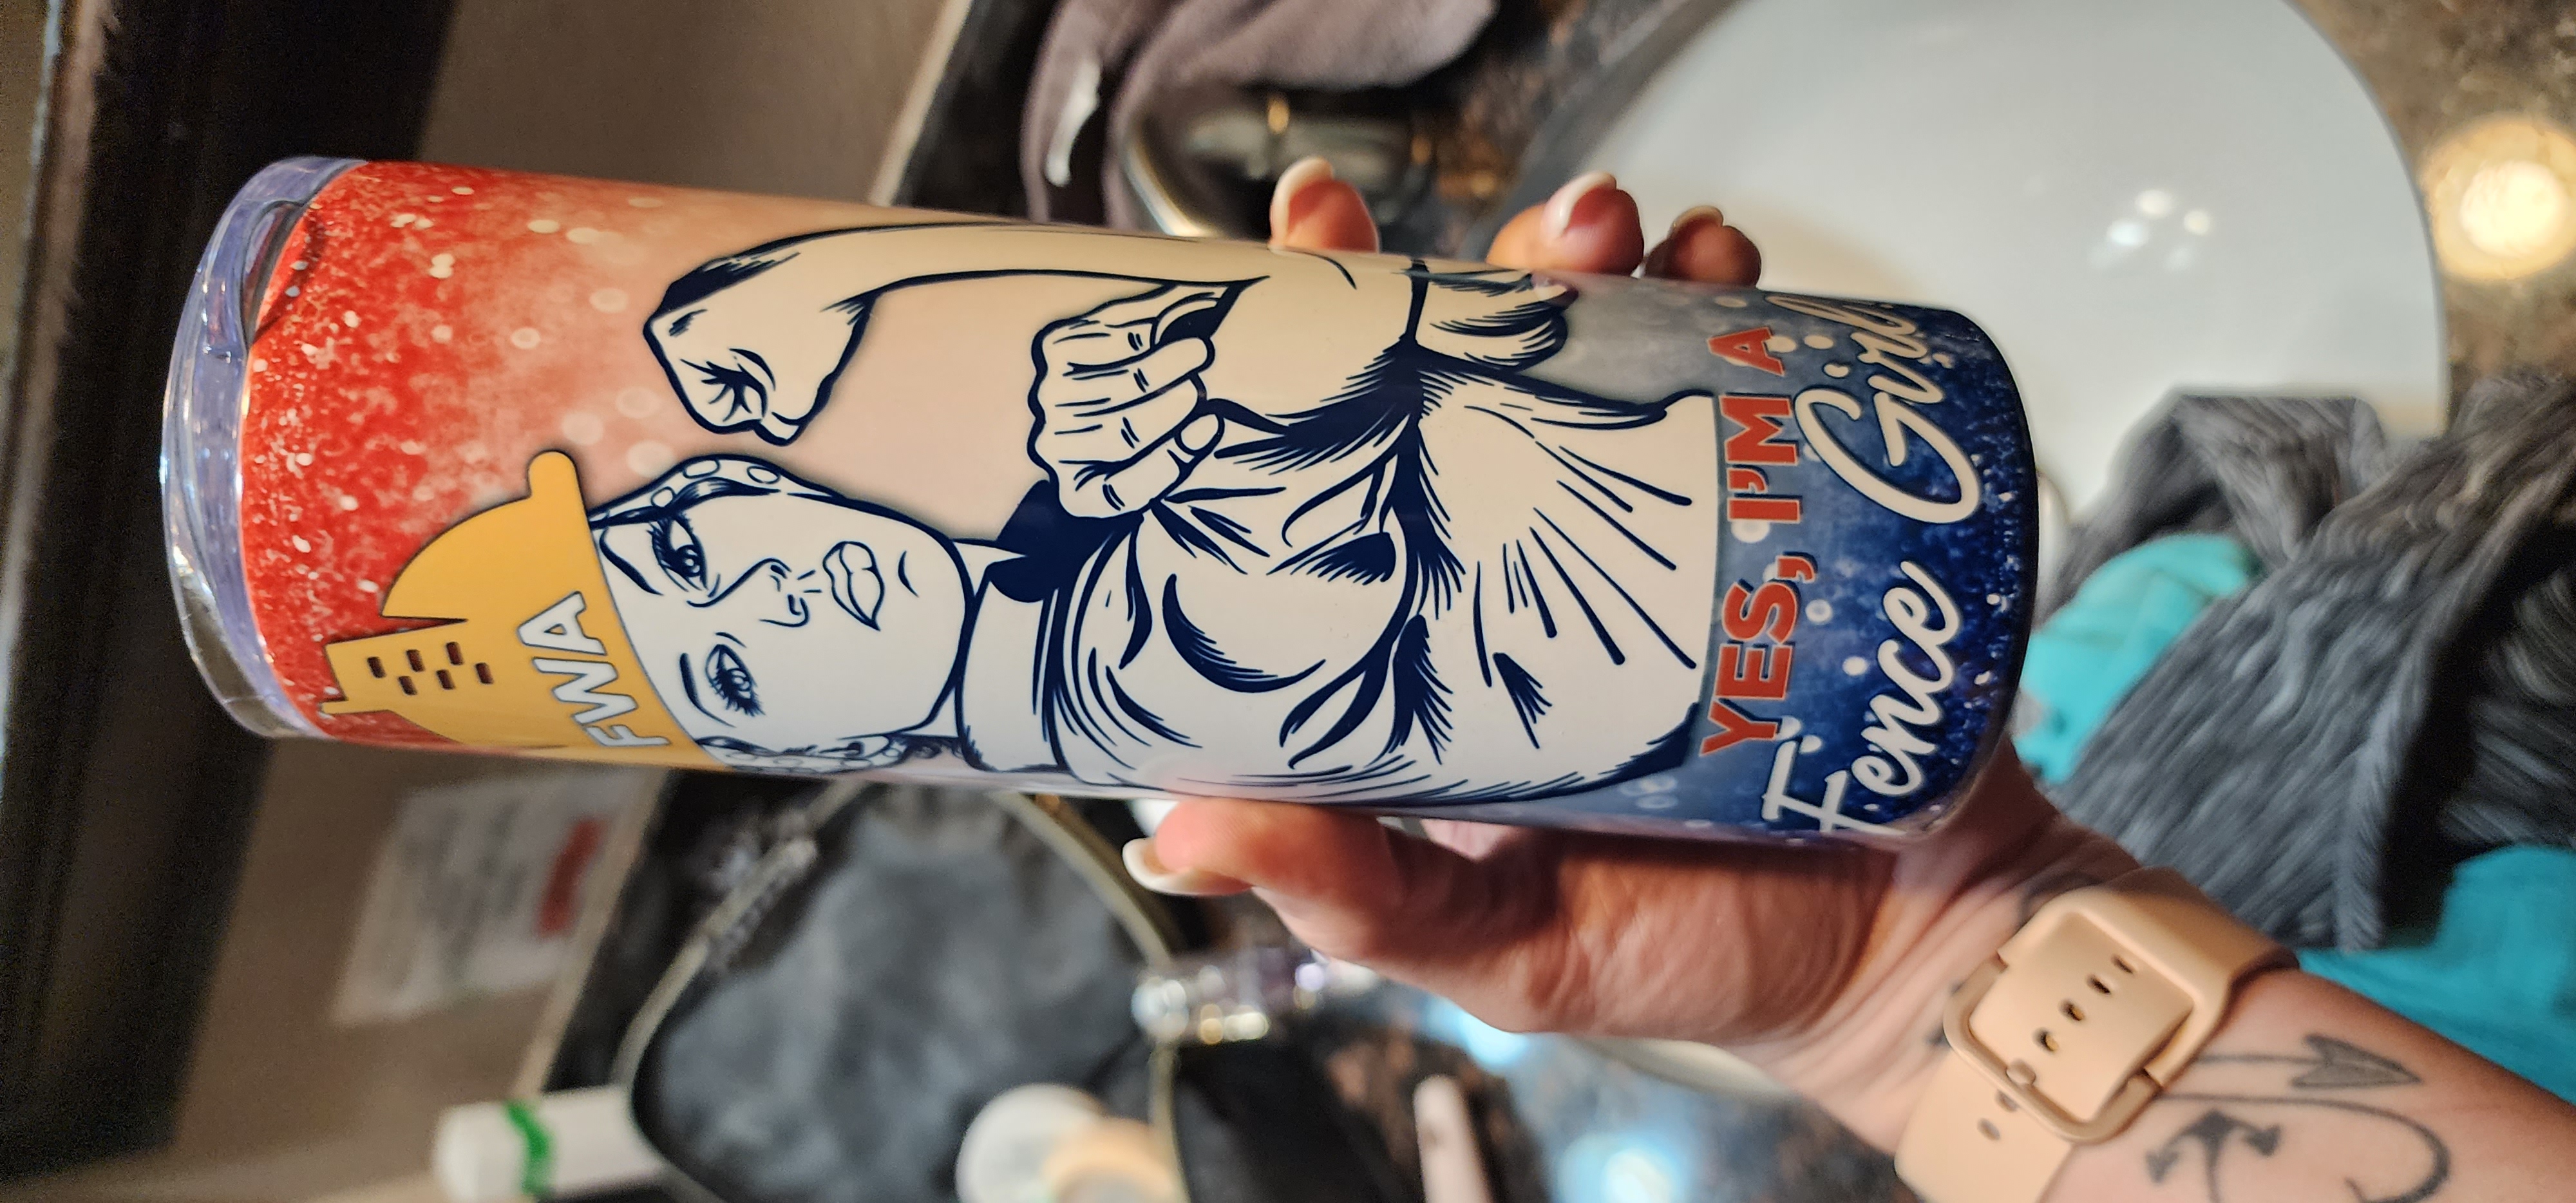 FWA
YES, I'M A
Fence Girl